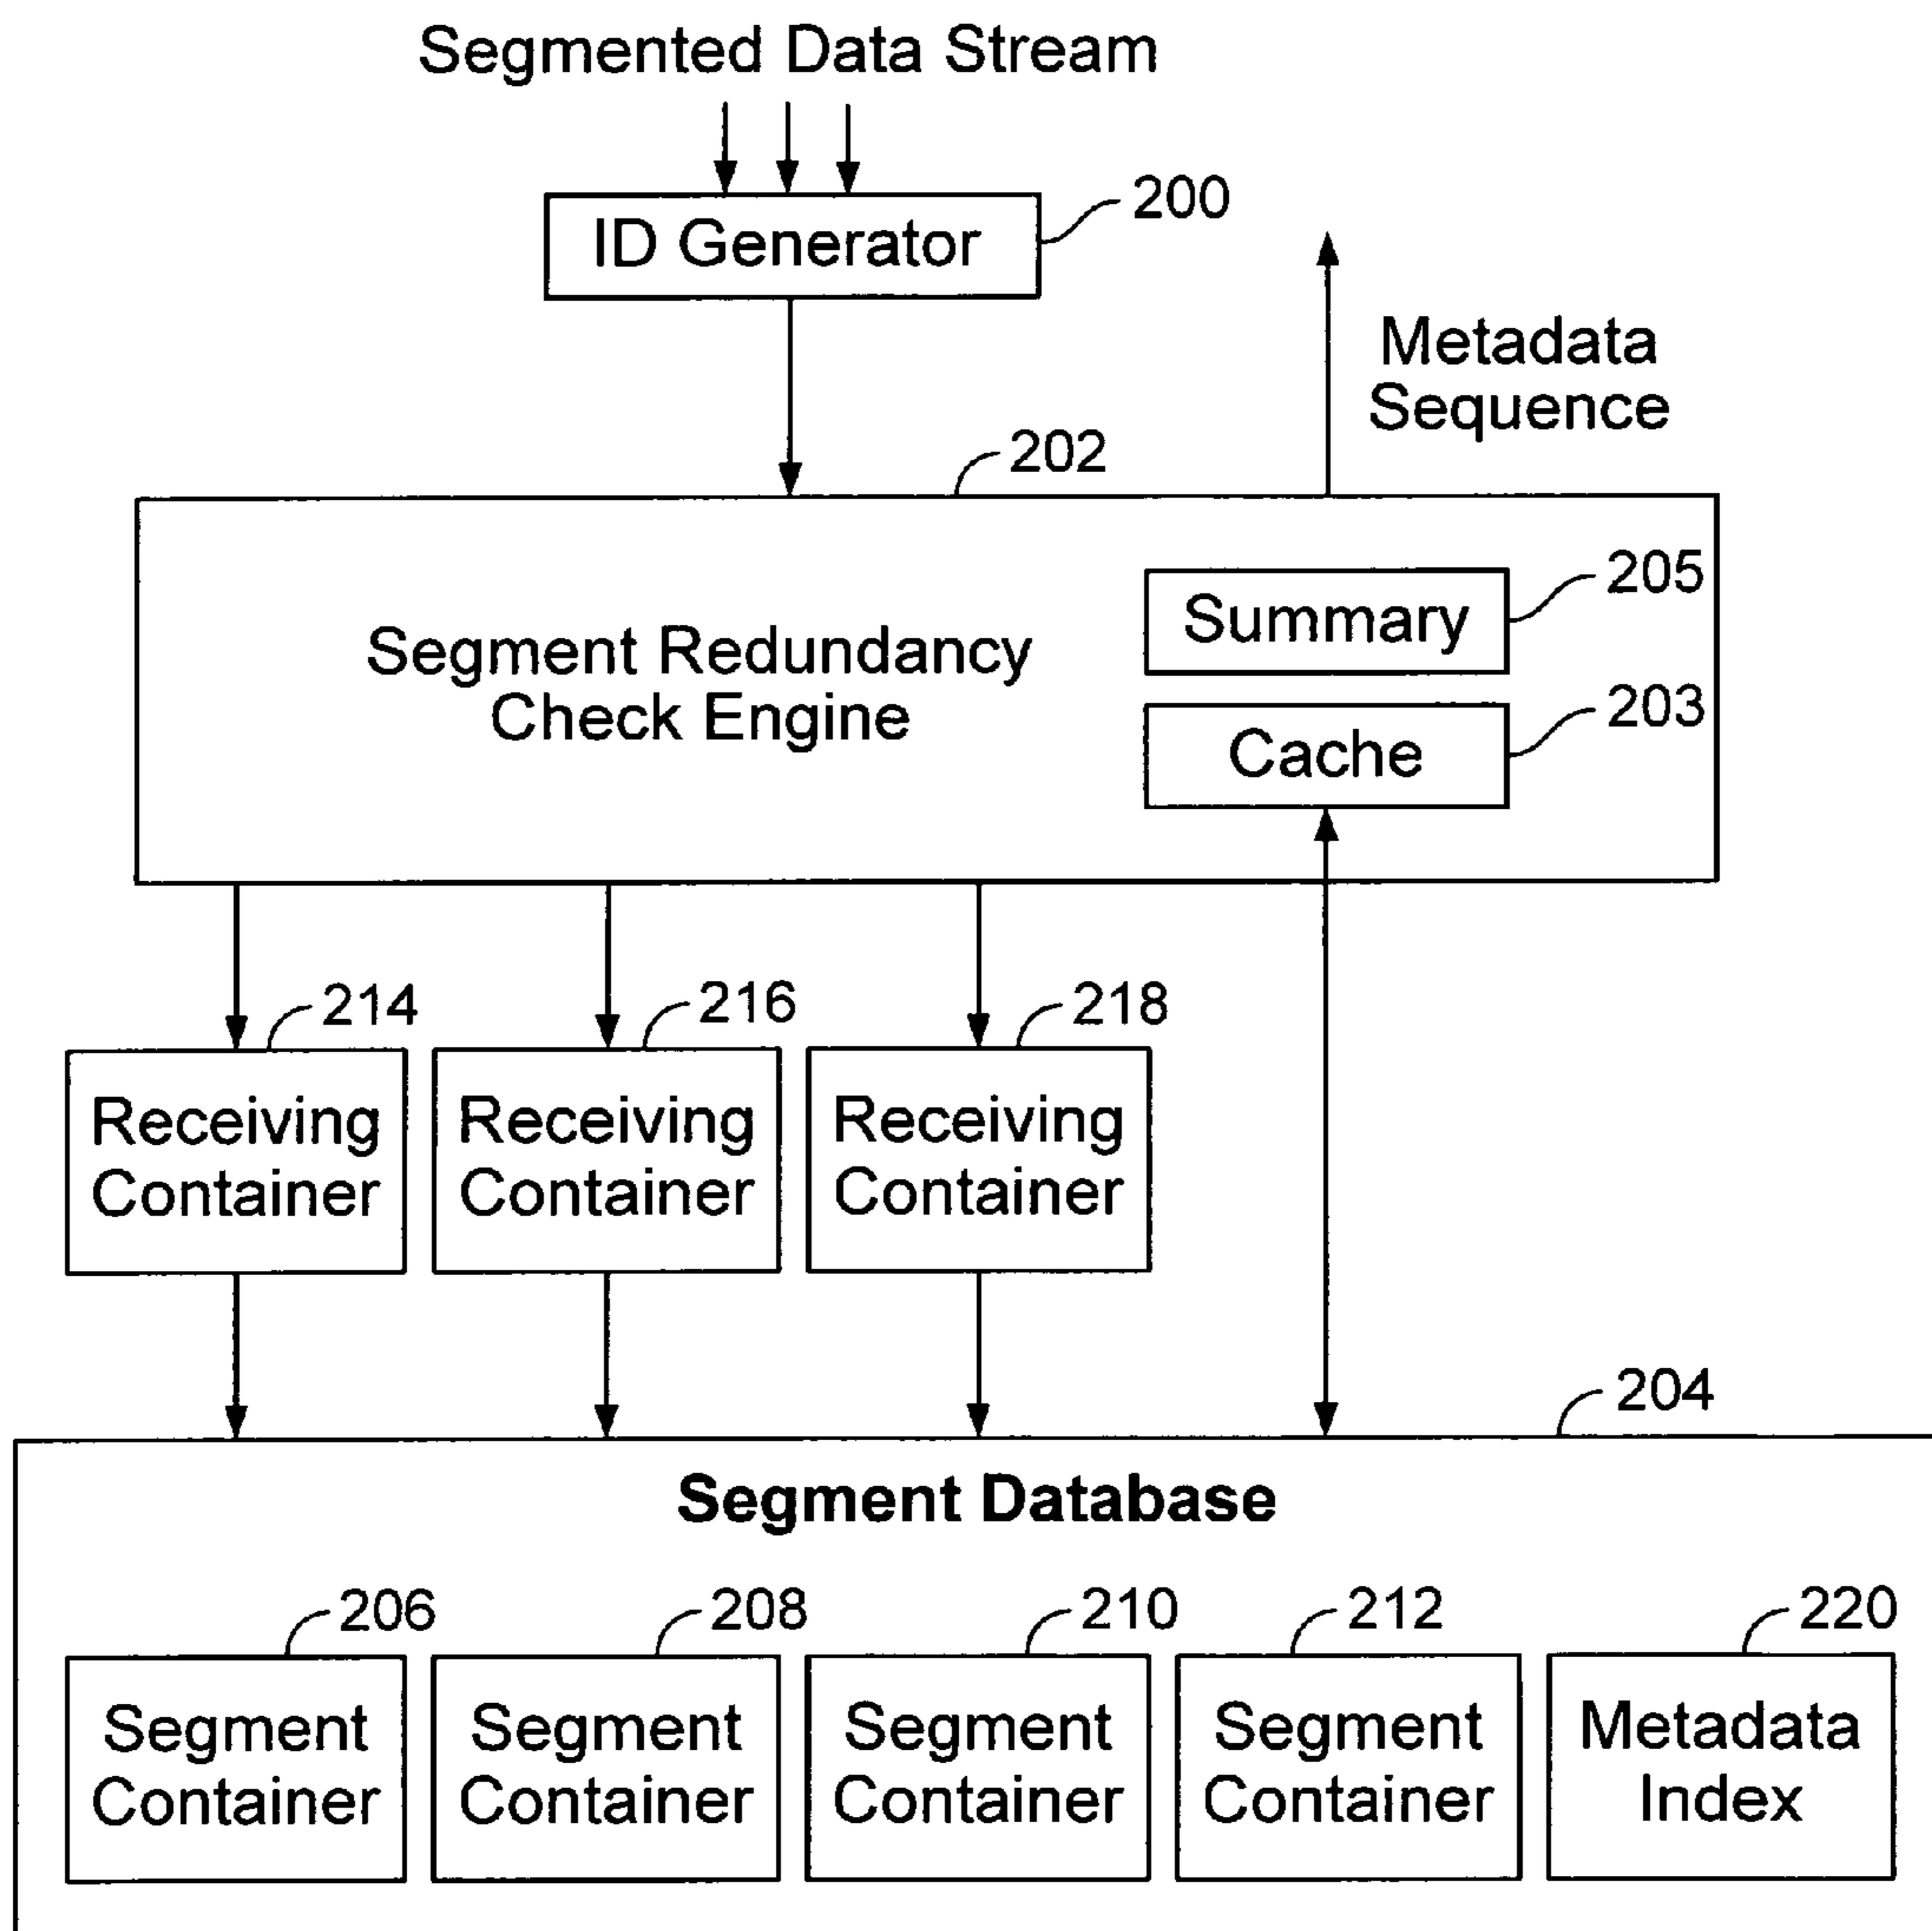 Segmented Data Stream
ID Generator
200
Metadata
Sequence
202
Segment Redundancy
Check Engine
Summary
205
Cache
203
214
216
218
Receiving
Container
Receiving
Container
Receiving
Container
204
Segment Database
206
208
210
212
220
Segment
Container
Segment
Container
Segment
Container
Segment
Container
Metadata
Index